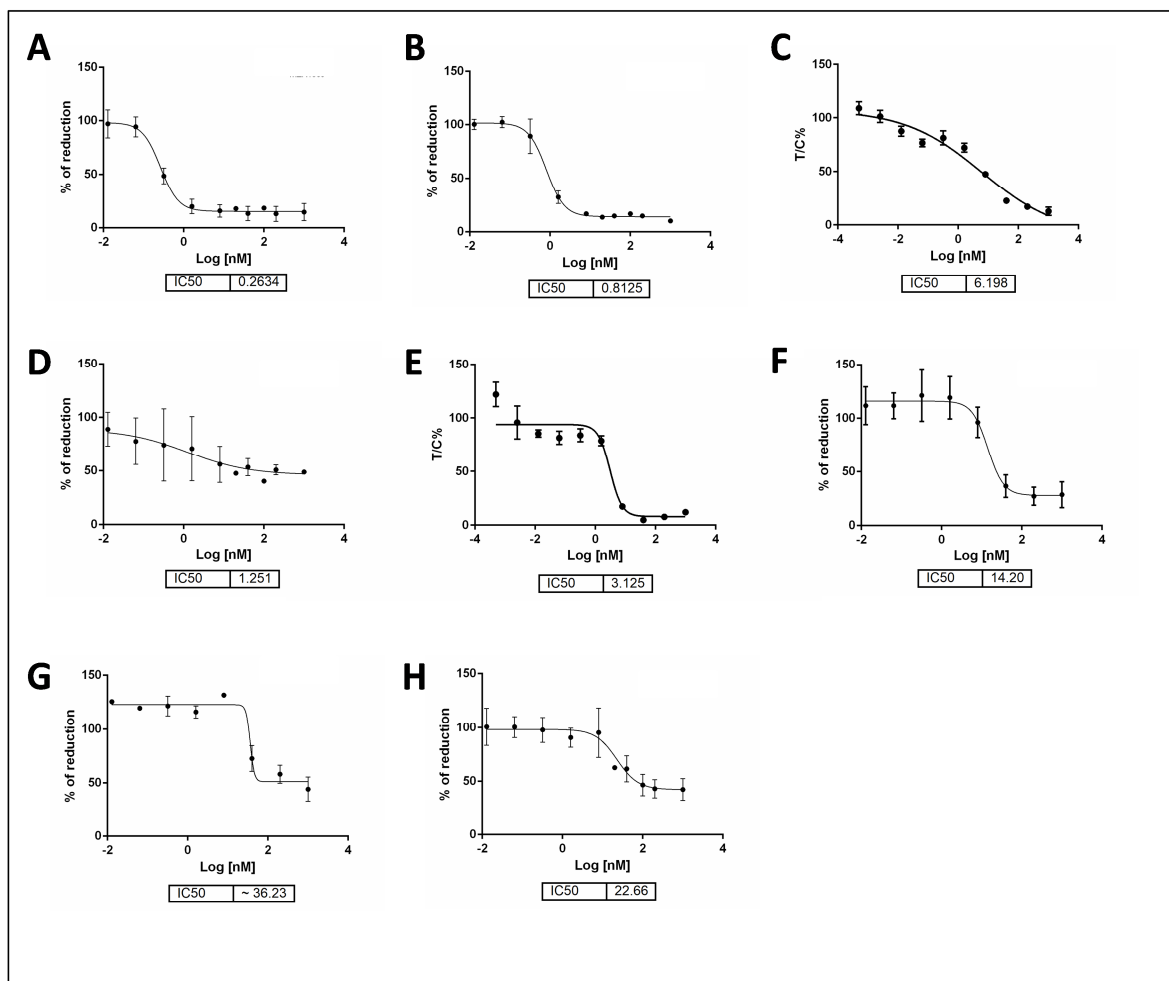 A
150
100
50
0
% of reduction
-2 0 2 4
Log [nM]
IC50 0.2634
B
150
100
50
0
% of reduction
-2 0 2 4
Log [nM]
IC50 0.8125
C
150
100
50
0
T/C%
-4 -2 0 2 4
Log [nM]
IC50 6.198
D
150
100
50
0
% of reduction
-2 0 2 4
Log [nM]
IC50 1.251
E
150
100
50
0
T/C%
-4 -2 0 2 4
Log [nM]
IC50 3.125
F
150
100
50
0
% of reduction
-2 0 2 4
Log [nM]
IC50 14.20
G
150
100
50
0
% of reduction
-2 0 2 4
Log [nM]
IC50 ~ 36.23
H
150
100
50
0
% of reduction
-2 0 2 4
Log [nM]
IC50 22.66